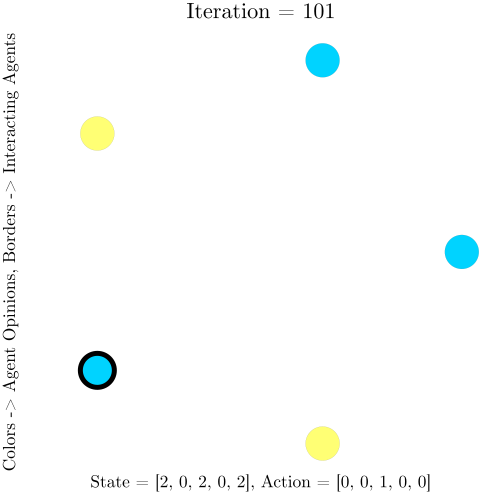 Iteration = 101
Colors -> Agent Opinions, Borders -> Interacting Agents
State = [2, 0, 2, 0, 2], Action = [0, 0, 1, 0, 0]